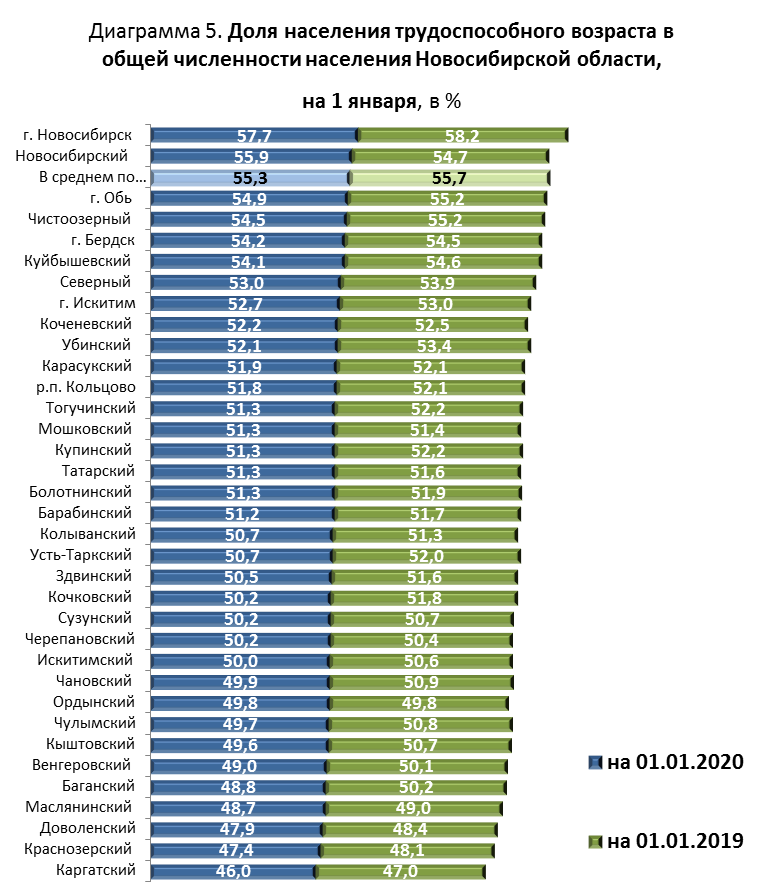 Диаграмма 5. Доля населения трудоспособного возраста в
общей численности населения Новосибирской области,
на 1 января, в %
г. Новосибирск 57,7 58,2
Новосибирский 55,9 54,7
В среднем по... 55,3 55,7
г. Обь 54,9 55,2
Чистоозерный 54,5 55,2
г. Бердск 54,2 54,5
Куйбышевский 54,1 54,6
Северный 53,0 53,9
г. Искитим 52,7 53,0
Коченевский 52,2 52,5
Убинский 52,1 53,4
Карасукский 51,9 52,1
р.п. Кольцово 51,8 52,1
Тогучинский 51,3 52,2
Мошковский 51,3 51,4
Купинский 51,3 52,2
Татарский 51,3 51,6
Болотнинский 51,3 51,9
Барабинский 51,2 51,7
Колыванский 50,7 51,3
Усть-Таркский 50,7 52,0
Здвинский 50,5 51,6
Кочковский 50,2 51,8
Сузунский 50,2 50,7
Черепановский 50,2 50,4
Искитимский 50,0 50,6
Чановский 49,9 50,9
Ордынский 49,8 49,8
Чулымский 49,7 50,8
Кыштовский 49,6 50,7
Венгеровский 49,0 50,1
Баганский 48,8 50,2
Маслянинский 48,7 49,0
Доволенский 47,9 48,4
Краснозерский 47,4 48,1
Каргатский 46,0 47,0
на 01.01.2020
на 01.01.2019